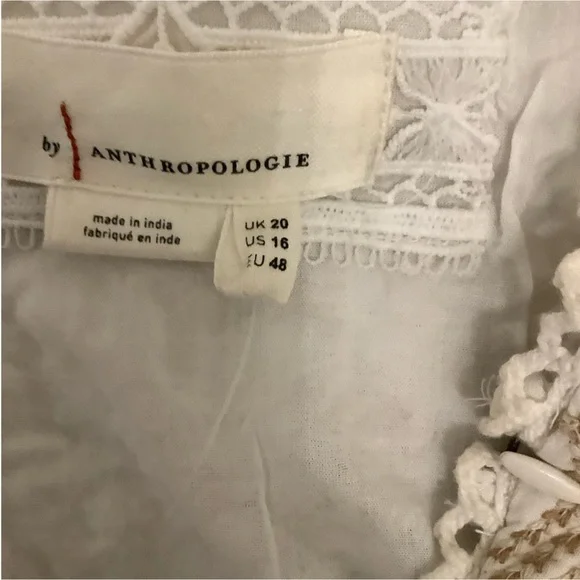 by ANTHROPOLOGIE
made in india
fabriqué en inde
UK 20
US 16
EU 48